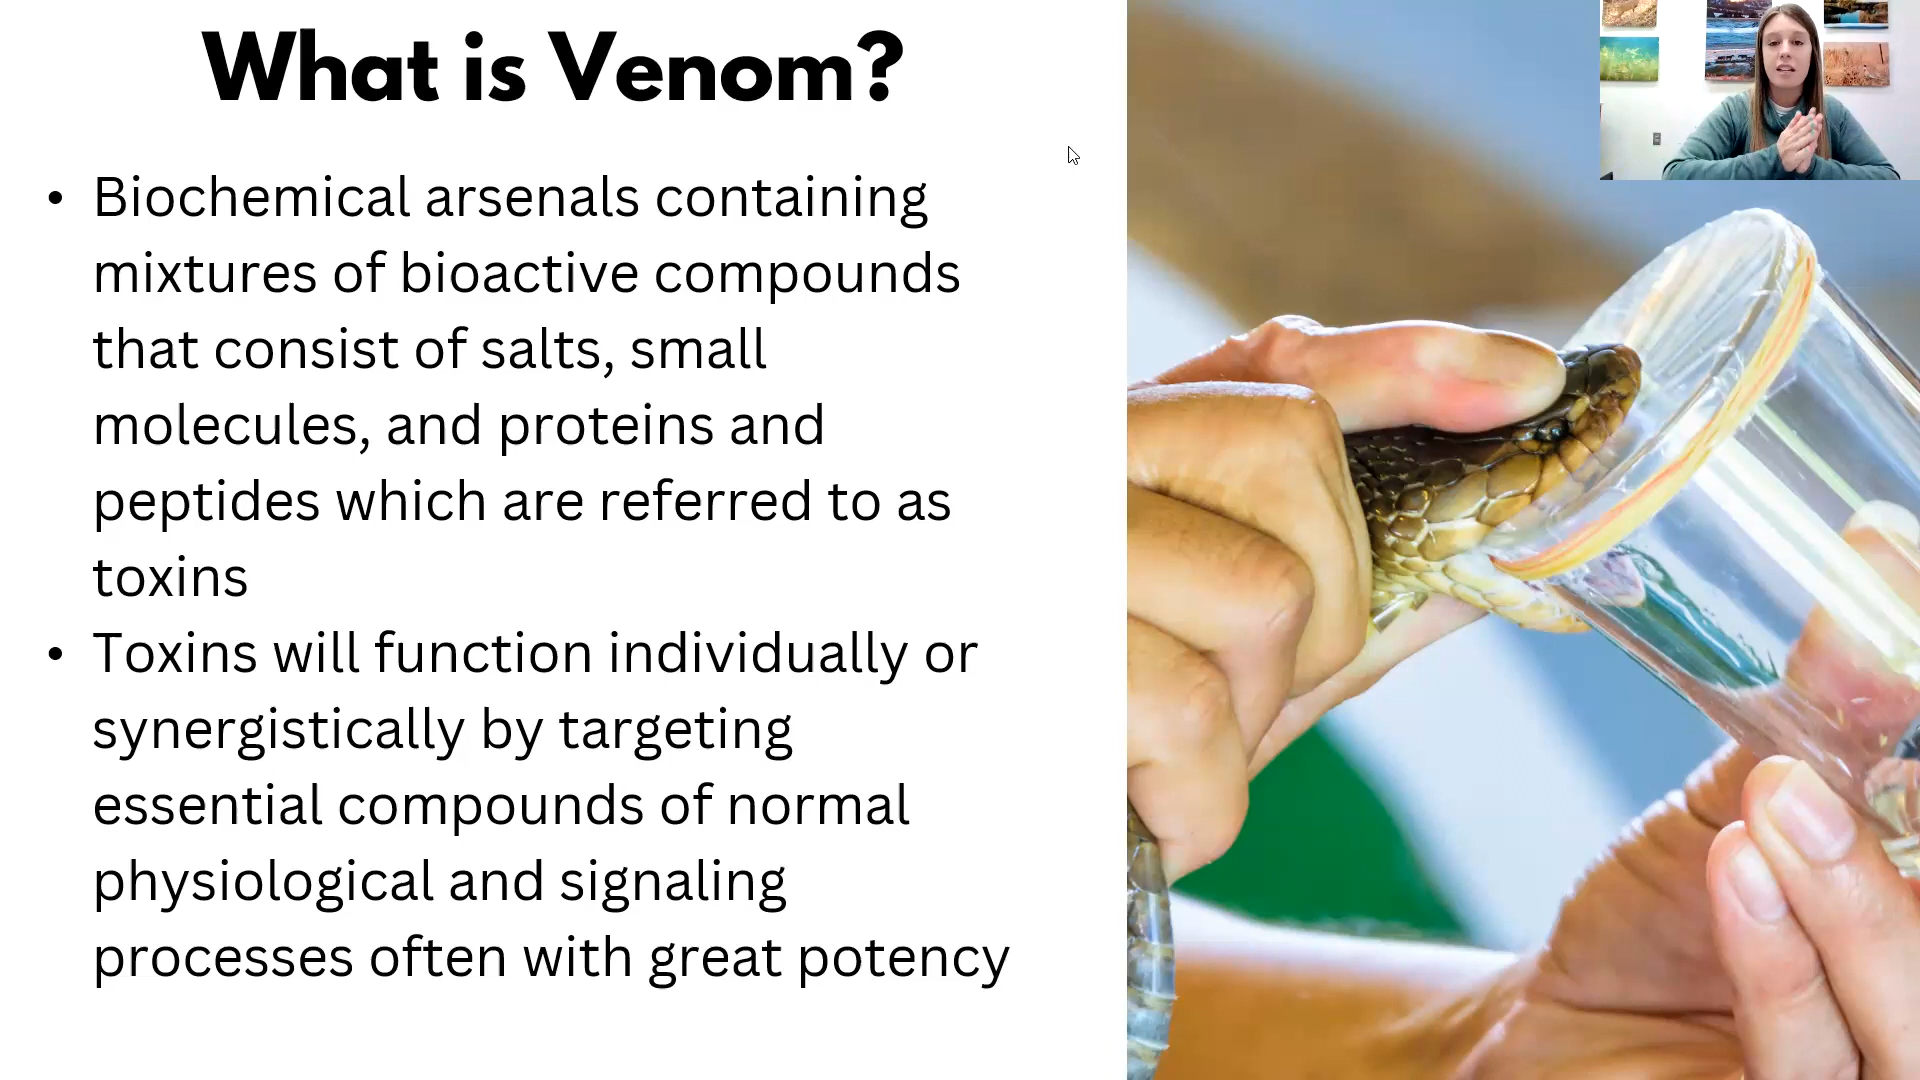 What is Venom?
• Biochemical arsenals containing
mixtures of bioactive compounds
that consist of salts, small
molecules, and proteins and
peptides which are referred to as
toxins
• Toxins will function individually or
synergistically by targeting
essential compounds of normal
physiological and signaling
processes often with great potency